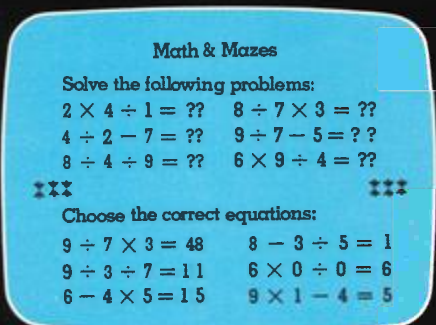 Math & Mazes
Solve the following problems:
2 × 4 ÷ 1 = ?? 8 ÷ 7 × 3 = ??
4 ÷ 2 − 7 = ?? 9 ÷ 7 − 5 = ? ?
8 ÷ 4 ÷ 9 = ?? 6 × 9 ÷ 4 = ??
Choose the correct equations:
9 ÷ 7 × 3 = 48 8 − 3 ÷ 5 = 1
9 ÷ 3 ÷ 7 = 11 6 × 0 ÷ 0 = 6
6 − 4 × 5 = 15 9 × 1 − 4 = 5